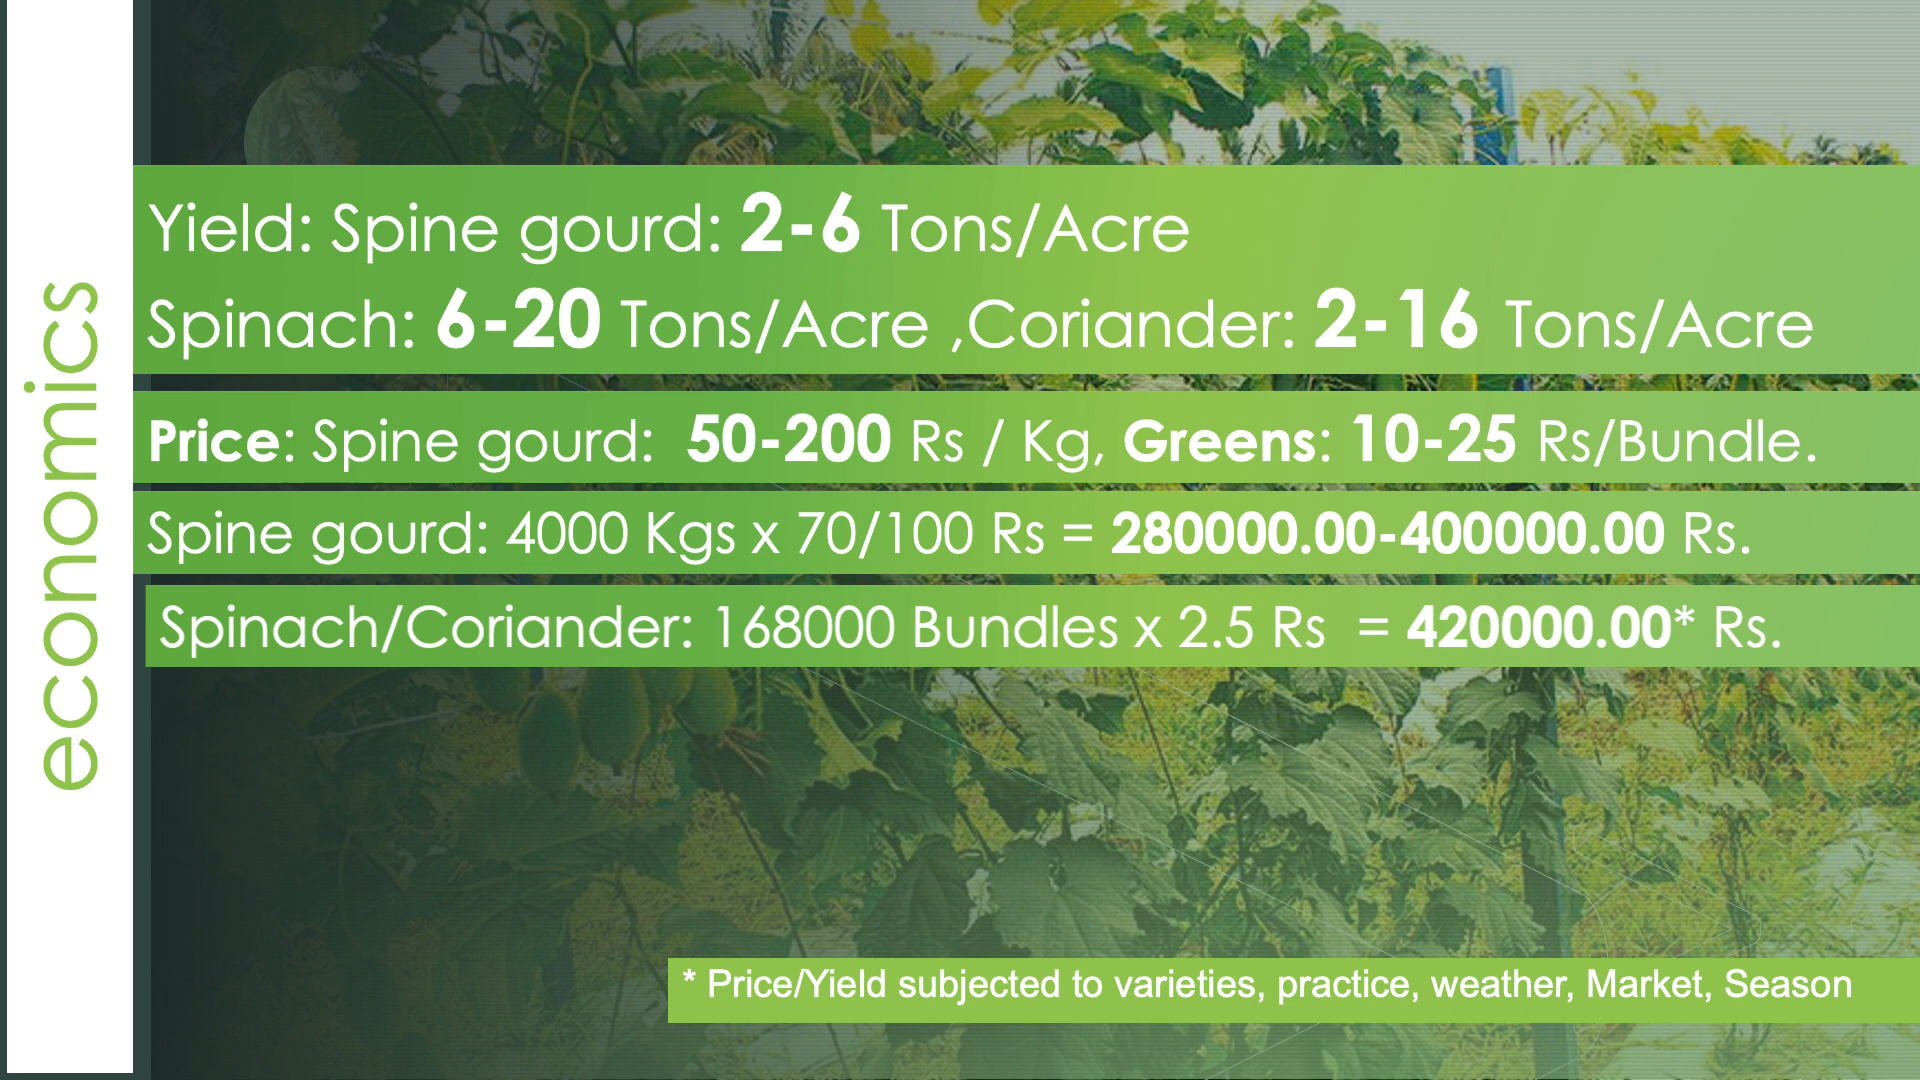 economics
Yield: Spine gourd: 2-6 Tons/Acre
Spinach: 6-20 Tons/Acre ,Coriander: 2-16 Tons/Acre
Price: Spine gourd: 50-200 Rs / Kg, Greens: 10-25 Rs/Bundle.
Spine gourd: 4000 Kgs x 70/100 Rs = 280000.00-400000.00 Rs.
Spinach/Coriander: 168000 Bundles x 2.5 Rs = 420000.00* Rs.
* Price/Yield subjected to varieties, practice, weather, Market, Season